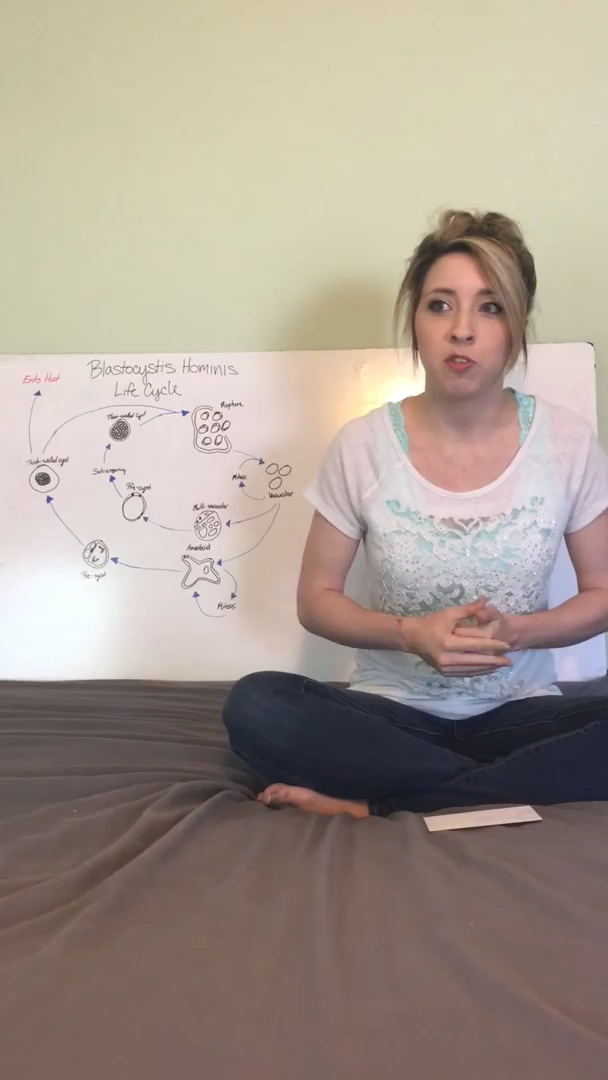 Blastocystis Hominis
Life Cycle
Exits Host
Thin-walled cyst
Rupture
Thick-walled cyst
Schizogony
Pre-cyst
Mitosis
Vacuolar
Multi-vacuolar
Amoeboid
Pre-cyst
Mitosis